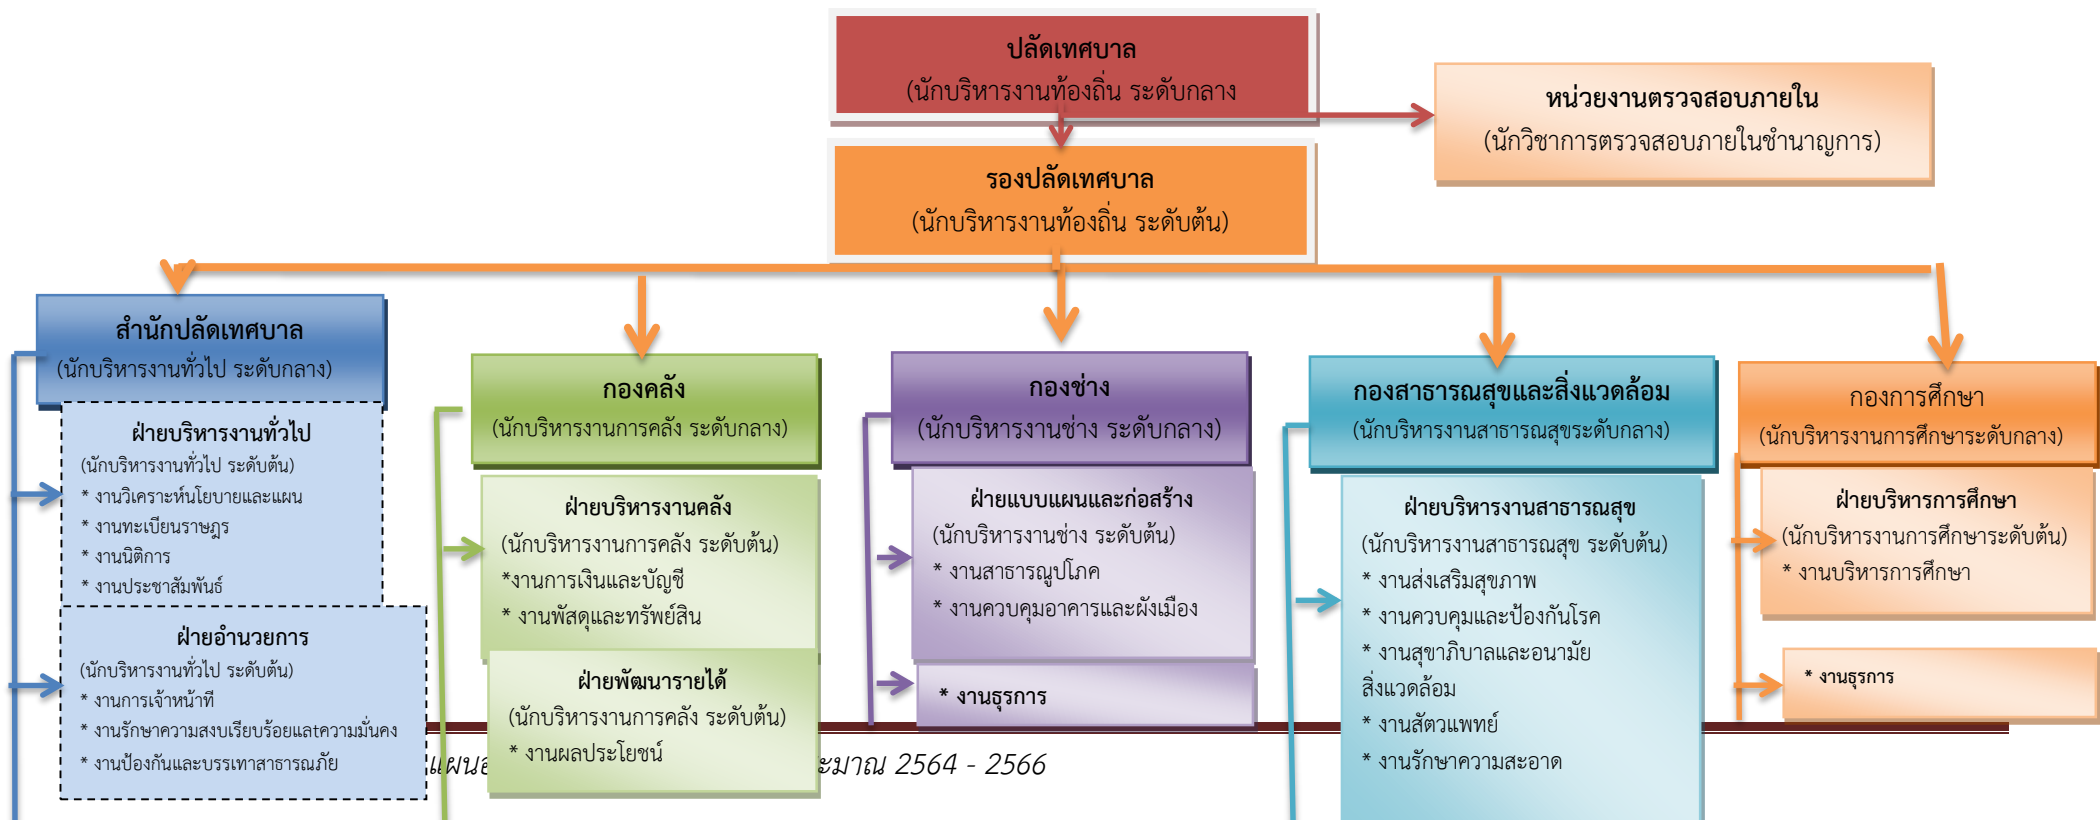 ปลัดเทศบาล
(นักบริหารงานท้องถิ่น ระดับกลาง
หน่วยงานตรวจสอบภายใน
(นักวิชาการตรวจสอบภายในชำนาญการ)
รองปลัดเทศบาล
(นักบริหารงานท้องถิ่น ระดับต้น)
สำนักปลัดเทศบาล
(นักบริหารงานทั่วไป ระดับกลาง)
ฝ่ายบริหารงานทั่วไป
(นักบริหารงานทั่วไป ระดับต้น)
* งานวิเคราะห์นโยบายและแผน
* งานทะเบียนราษฎร
* งานนิติการ
* งานประชาสัมพันธ์
ฝ่ายอำนวยการ
(นักบริหารงานทั่วไป ระดับต้น)
* งานการเจ้าหน้าที่
* งานรักษาความสงบเรียบร้อยแลtความมั่นคง
* งานป้องกันและบรรเทาสาธารณภัย
กองคลัง
(นักบริหารงานการคลัง ระดับกลาง)
ฝ่ายบริหารงานคลัง
(นักบริหารงานการคลัง ระดับต้น)
*งานการเงินและบัญชี
* งานพัสดุและทรัพย์สิน
ฝ่ายพัฒนารายได้
(นักบริหารงานการคลัง ระดับต้น)
* งานผลประโยชน์
กองช่าง
(นักบริหารงานช่าง ระดับกลาง)
ฝ่ายแบบแผนและก่อสร้าง
(นักบริหารงานช่าง ระดับต้น)
* งานสาธารณูปโภค
* งานควบคุมอาคารและผังเมือง
* งานธุรการ
กองสาธารณสุขและสิ่งแวดล้อม
(นักบริหารงานสาธารณสุขระดับกลาง)
ฝ่ายบริหารงานสาธารณสุข
(นักบริหารงานสาธารณสุข ระดับต้น)
* งานส่งเสริมสุขภาพ
* งานควบคุมและป้องกันโรค
* งานสุขาภิบาลและอนามัย
สิ่งแวดล้อม
* งานสัตวแพทย์
* งานรักษาความสะอาด
กองการศึกษา
(นักบริหารงานการศึกษาระดับกลาง)
ฝ่ายบริหารการศึกษา
(นักบริหารงานการศึกษาระดับต้น)
* งานบริหารการศึกษา
* งานธุรการ
แผนอ ะมาณ 2564 - 2566